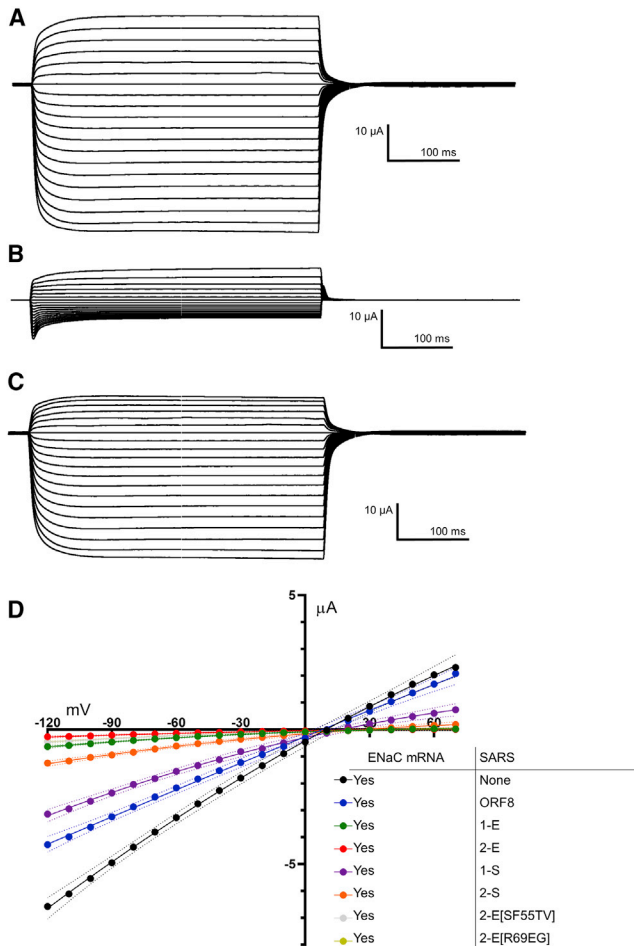 A
10 µA
100 ms
B
10 µA
100 ms
C
10 µA
100 ms
D
5
µA
mV
-120 -90 -60 -30 30 60
ENaC mRNA SARS
Yes None
Yes ORF8
Yes 1-E
Yes 2-E
-5 Yes 1-S
Yes 2-S
Yes 2-E[SF55TV]
Yes 2-E[R69EG]